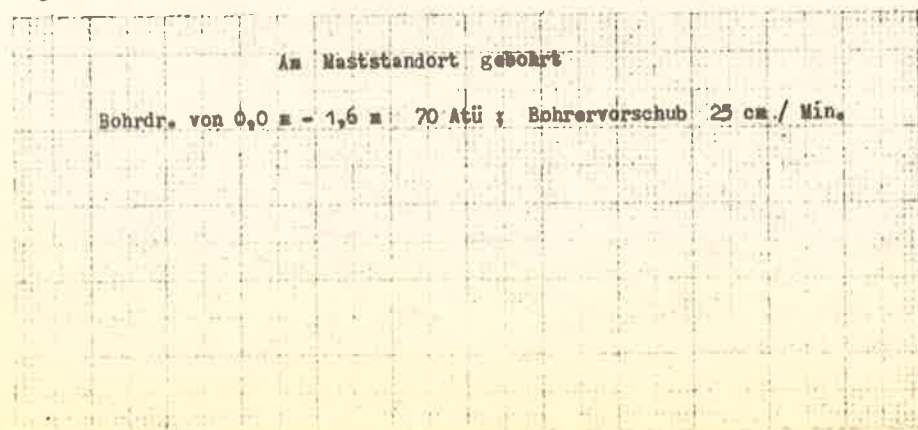 Am Maststandort gebohrt
Bohrdr. von 0,0 m - 1,6 m 70 Atü ; Bohrervorschub 25 cm / Min.